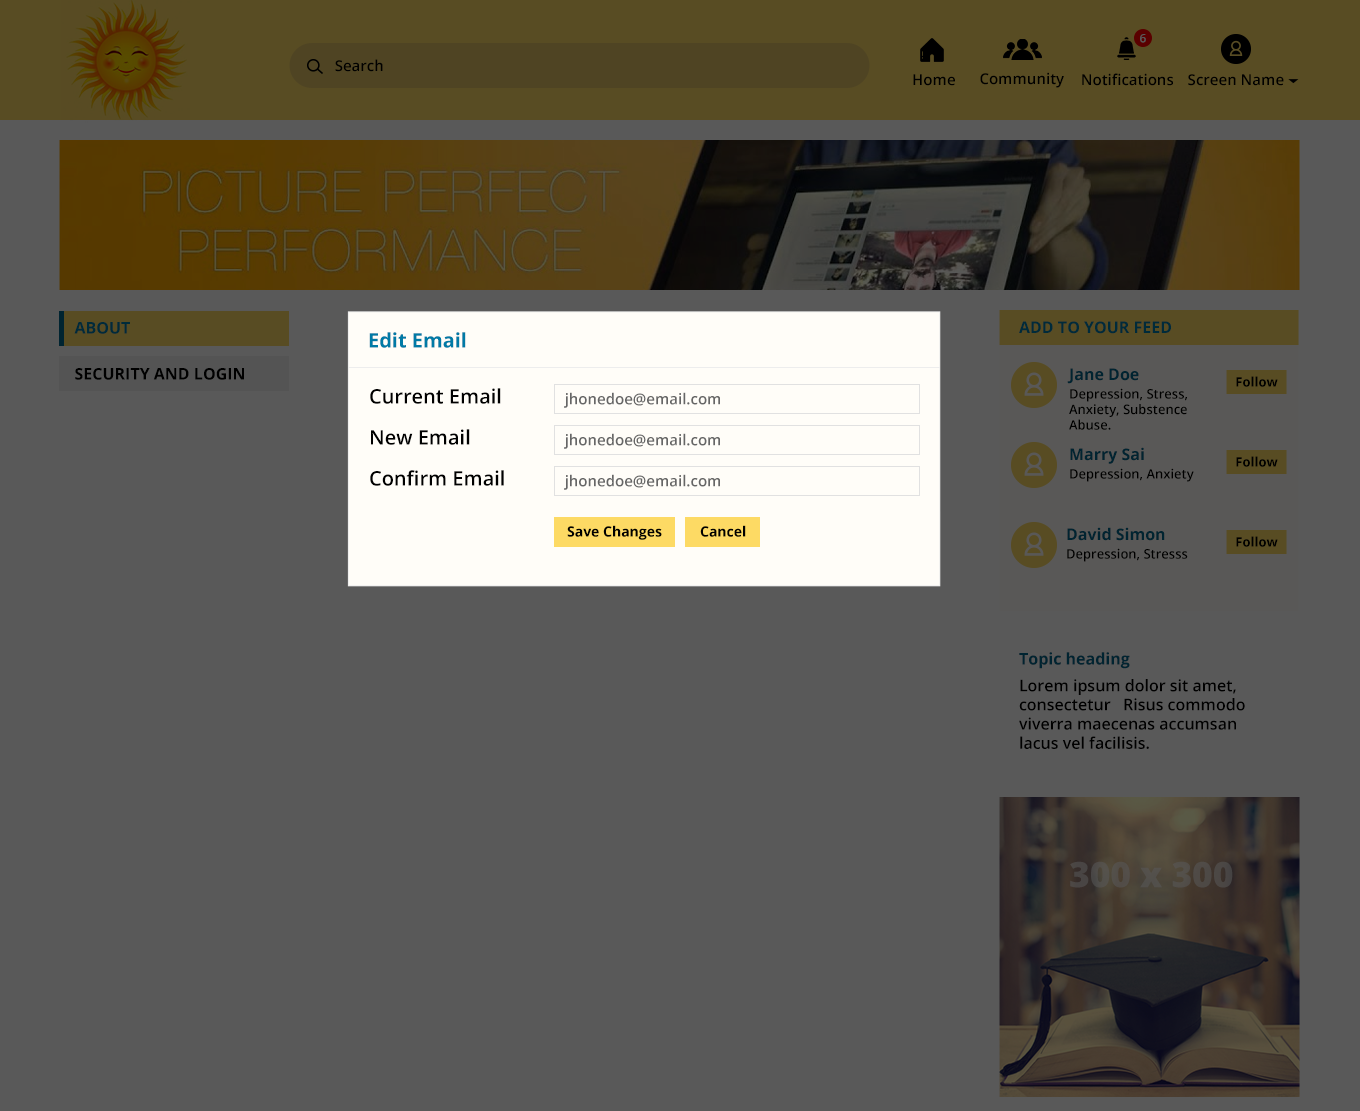 Search
Home
Community
6
Notifications
Screen Name
PICTURE PERFECT
PERFORMANCE
ABOUT
SECURITY AND LOGIN
Edit Email
Current Email
jhonedoe@email.com
New Email
jhonedoe@email.com
Confirm Email
jhonedoe@email.com
Save Changes
Cancel
ADD TO YOUR FEED
Jane Doe
Depression, Stress,
Anxiety, Substence
Abuse.
Follow
Marry Sai
Depression, Anxiety
Follow
David Simon
Depression, Stresss
Follow
Topic heading
Lorem ipsum dolor sit amet,
consectetur   Risus commodo
viverra maecenas accumsan
lacus vel facilisis.
300 x 300